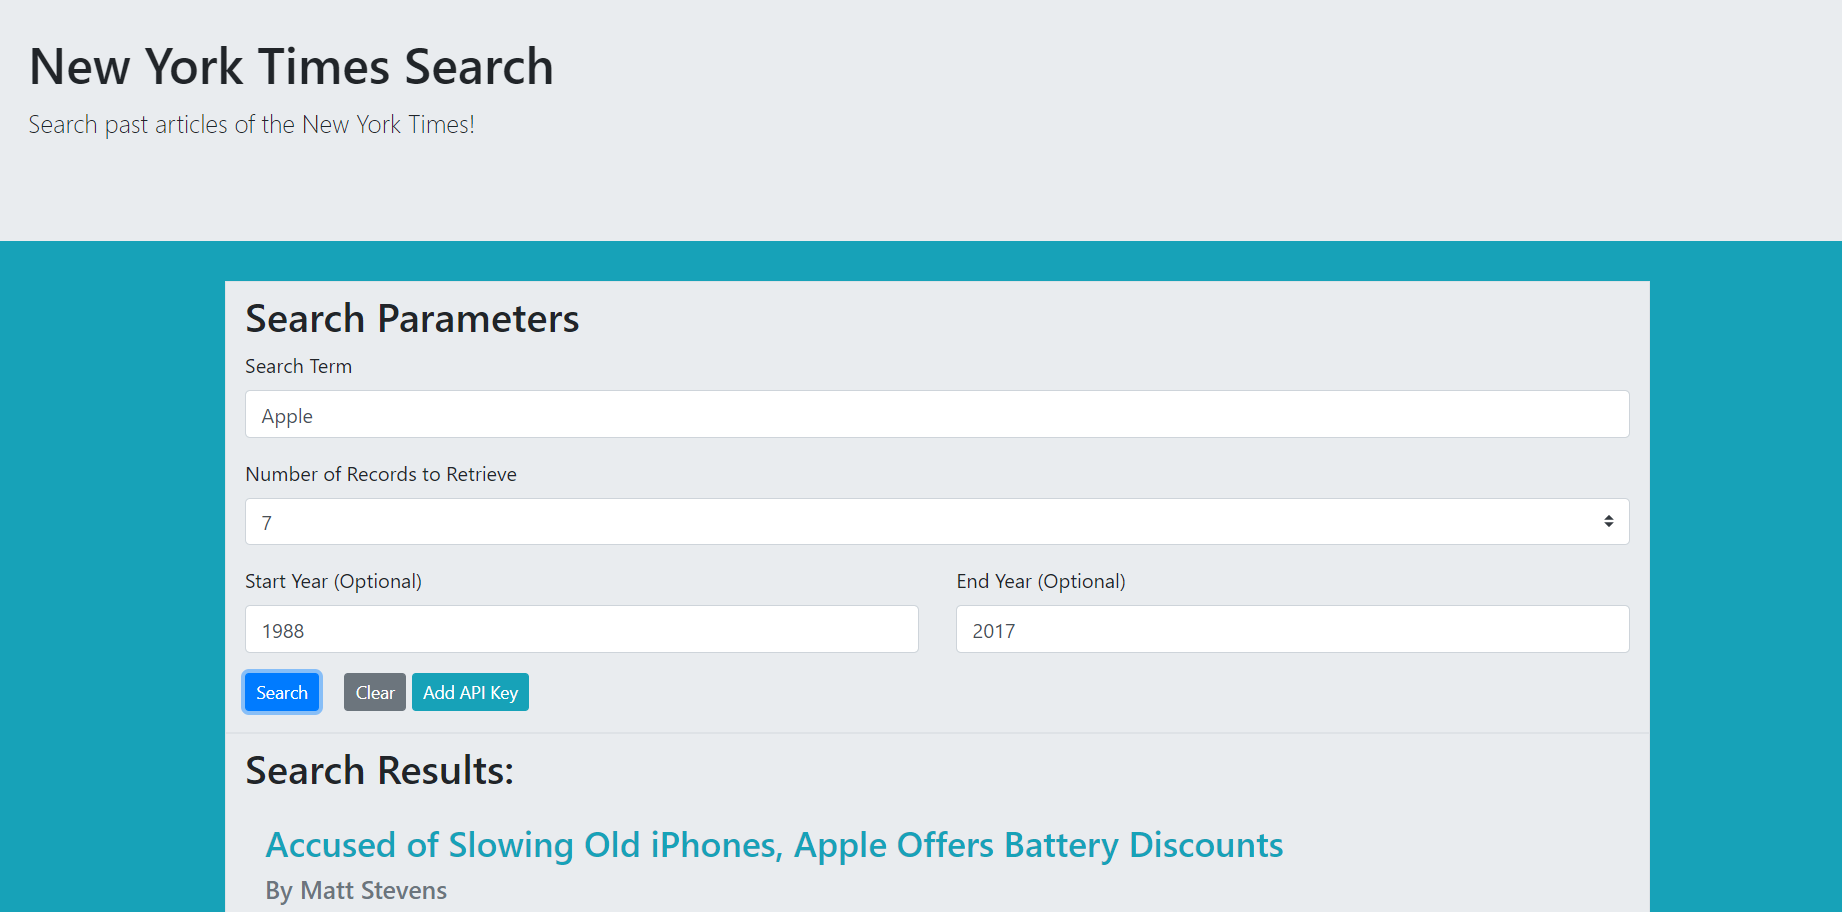 New York Times Search
Search past articles of the New York Times!
Search Parameters
Search Term
Apple
Number of Records to Retrieve
7
Start Year (Optional) End Year (Optional)
1988 2017
Search Clear Add API Key
Search Results:
Accused of Slowing Old iPhones, Apple Offers Battery Discounts
By Matt Stevens